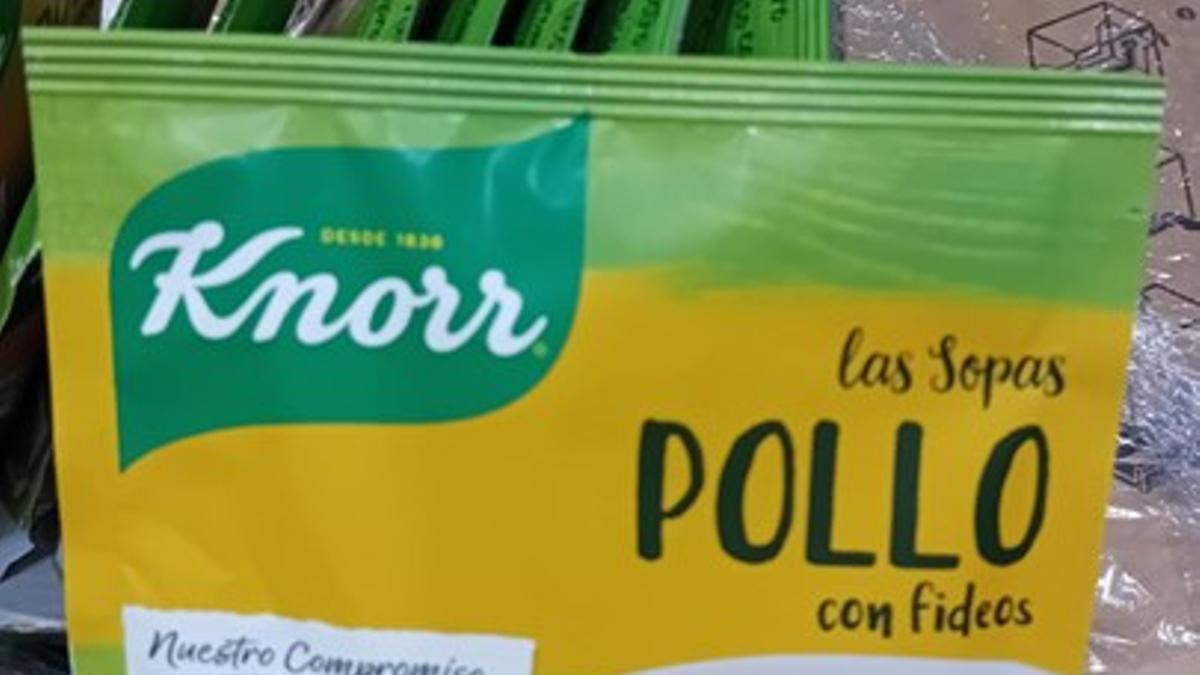 DESDE 1838
Knorr
las Sopas
POLLO
con fideos
Nuestro Compromiso